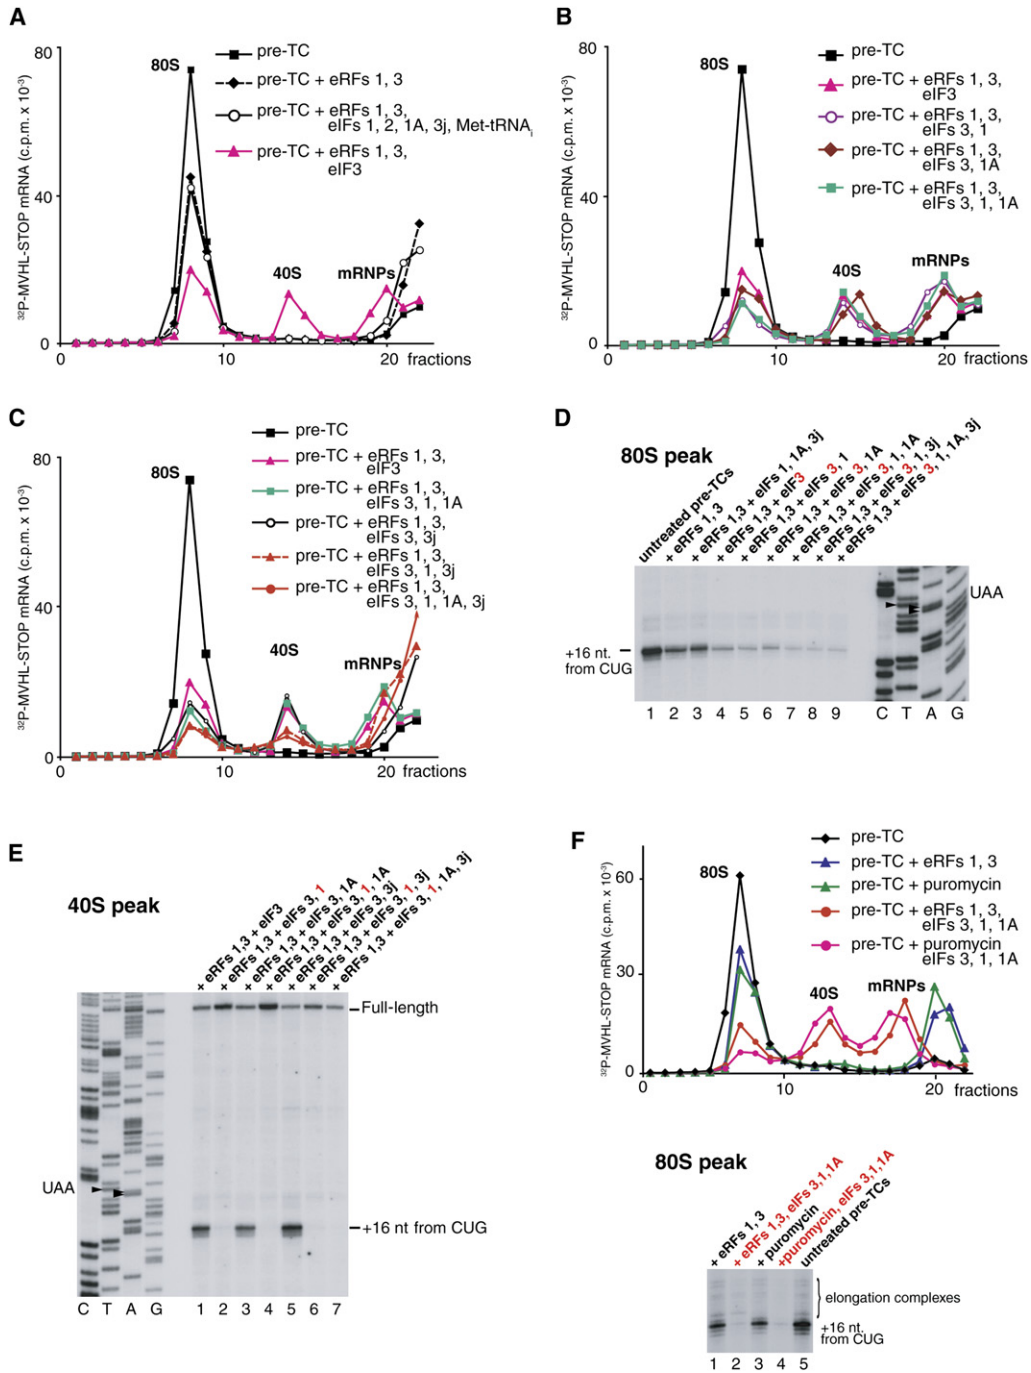 A
³²P-MVHL-STOP mRNA (c.p.m. x 10⁻³)
80
40
0
0
10
20
fractions
80S
40S
mRNPs
pre-TC
pre-TC + eRFs 1, 3
pre-TC + eRFs 1, 3,
eIFs 1, 2, 1A, 3j, Met-tRNAᵢ
pre-TC + eRFs 1, 3,
eIF3
B
³²P-MVHL-STOP mRNA (c.p.m. x 10⁻³)
80
40
0
0
10
20
fractions
80S
40S
mRNPs
pre-TC
pre-TC + eRFs 1, 3,
eIF3
pre-TC + eRFs 1, 3,
eIFs 3, 1
pre-TC + eRFs 1, 3,
eIFs 3, 1A
pre-TC + eRFs 1, 3,
eIFs 3, 1, 1A
C
³²P-MVHL-STOP mRNA (c.p.m. x 10⁻³)
80
40
0
0
10
20
fractions
80S
40S
mRNPs
pre-TC
pre-TC + eRFs 1, 3,
eIF3
pre-TC + eRFs 1, 3,
eIFs 3, 1, 1A
pre-TC + eRFs 1, 3,
eIFs 3, 3j
pre-TC + eRFs 1, 3,
eIFs 3, 1, 3j
pre-TC + eRFs 1, 3,
eIFs 3, 1, 1A, 3j
D
80S peak
untreated pre-TCs
+ eRFs 1, 3
+ eRFs 1,3 + eIFs 1, 1A, 3j
+ eRFs 1,3 + eIF3
+ eRFs 1,3 + eIFs 3, 1
+ eRFs 1,3 + eIFs 3, 1A
+ eRFs 1,3 + eIFs 3, 1, 1A
+ eRFs 1,3 + eIFs 3, 1, 3j
+ eRFs 1,3 + eIFs 3, 1, 1A, 3j
UAA
+16 nt.
from CUG
1 2 3 4 5 6 7 8 9 C T A G
E
40S peak
+ eRFs 1,3 + eIF3
+ eRFs 1,3 + eIFs 3, 1
+ eRFs 1,3 + eIFs 3, 1A
+ eRFs 1,3 + eIFs 3, 1, 1A
+ eRFs 1,3 + eIFs 3, 3j
+ eRFs 1,3 + eIFs 3, 1, 3j
+ eRFs 1,3 + eIFs 3, 1, 1A, 3j
Full-length
UAA
+16 nt from CUG
C T A G 1 2 3 4 5 6 7
F
³²P-MVHL-STOP mRNA (c.p.m. x 10⁻³)
60
30
0
0
10
20
fractions
80S
40S
mRNPs
pre-TC
pre-TC + eRFs 1, 3
pre-TC + puromycin
pre-TC + eRFs 1, 3,
eIFs 3, 1, 1A
pre-TC + puromycin
eIFs 3, 1, 1A
80S peak
+ eRFs 1, 3
+ eRFs 1,3, eIFs 3,1,1A
+ puromycin
+puromycin, eIFs 3,1,1A
untreated pre-TCs
elongation complexes
+16 nt.
from CUG
1 2 3 4 5